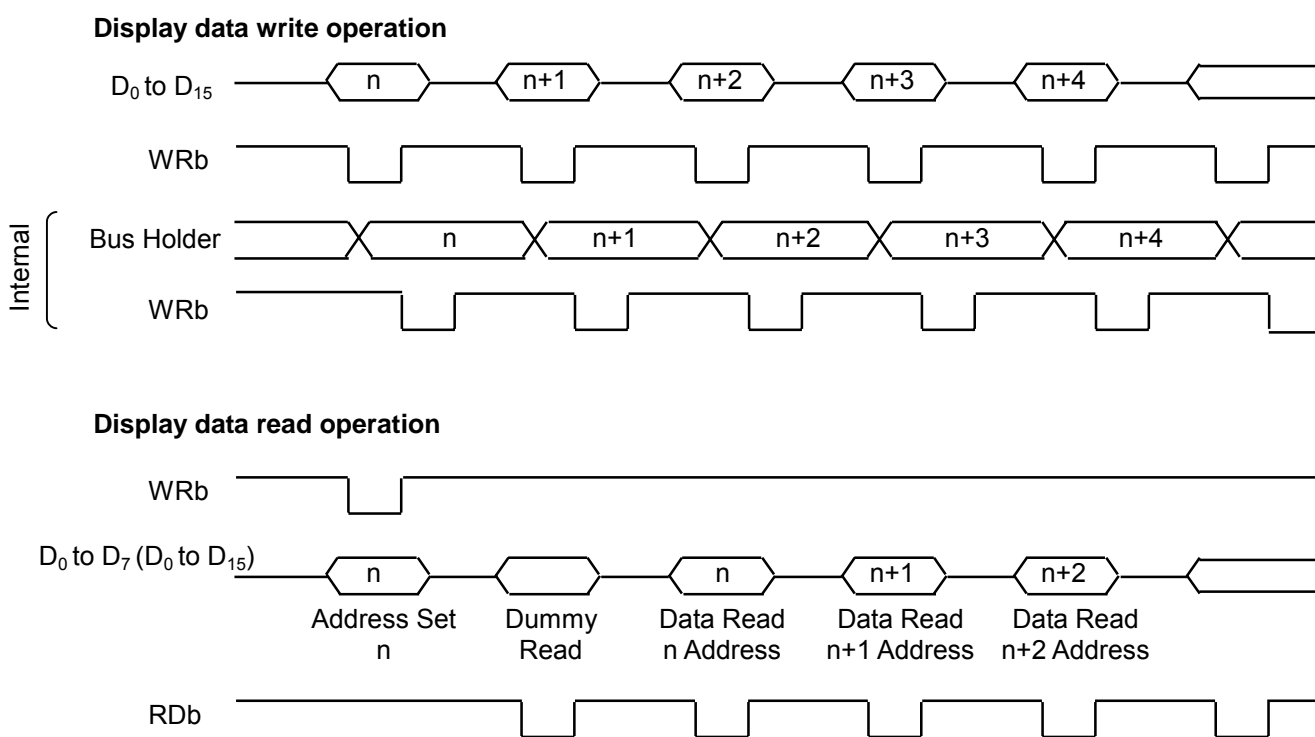 Display data write operation
D₀ to D₁₅
n
n+1
n+2
n+3
n+4
WRb
Internal
Bus Holder
n
n+1
n+2
n+3
n+4
WRb
Display data read operation
WRb
D₀ to D₇ (D₀ to D₁₅)
n
n
n+1
n+2
Address Set
n
Dummy
Read
Data Read
n Address
Data Read
n+1 Address
Data Read
n+2 Address
RDb